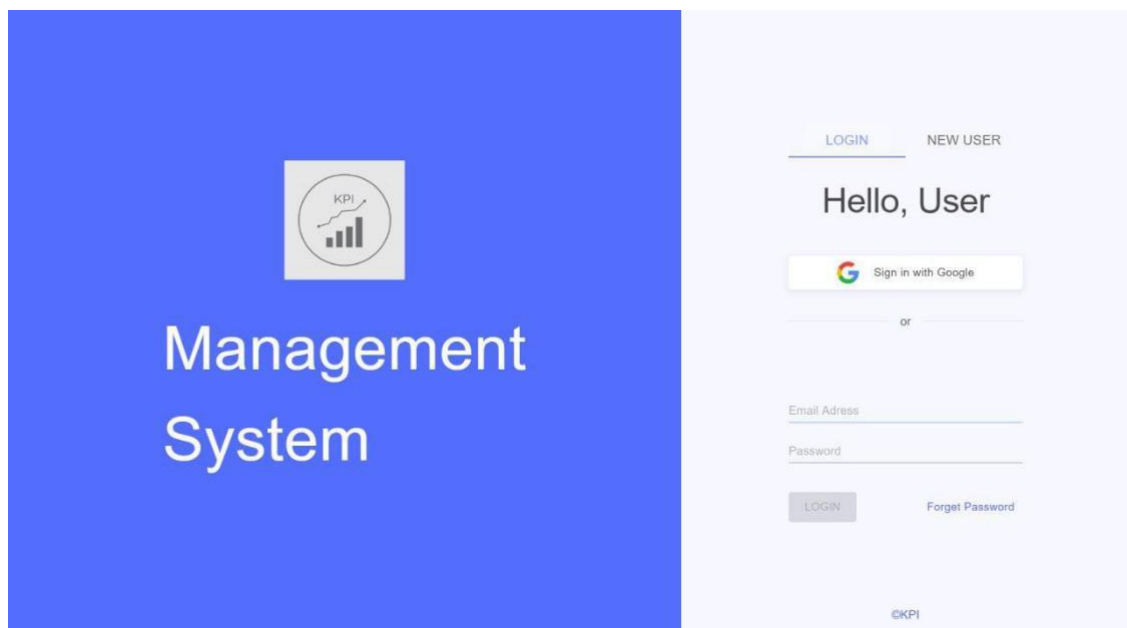 KPI
Management
System
LOGIN NEW USER
Hello, User
Sign in with Google
or
Email Adress
Password
LOGIN Forget Password
©KPI